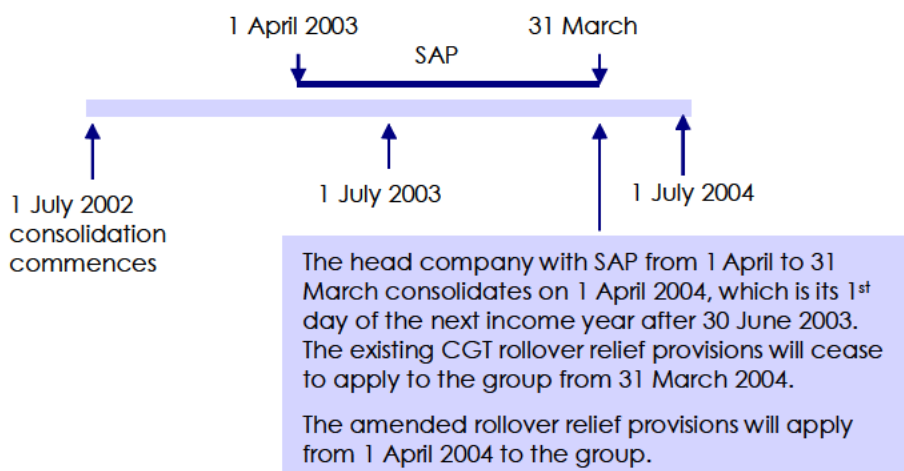 1 April 2003
31 March
SAP
1 July 2002
consolidation
commences
1 July 2003
1 July 2004
The head company with SAP from 1 April to 31
March consolidates on 1 April 2004, which is its 1st
day of the next income year after 30 June 2003.
The existing CGT rollover relief provisions will cease
to apply to the group from 31 March 2004.
The amended rollover relief provisions will apply
from 1 April 2004 to the group.